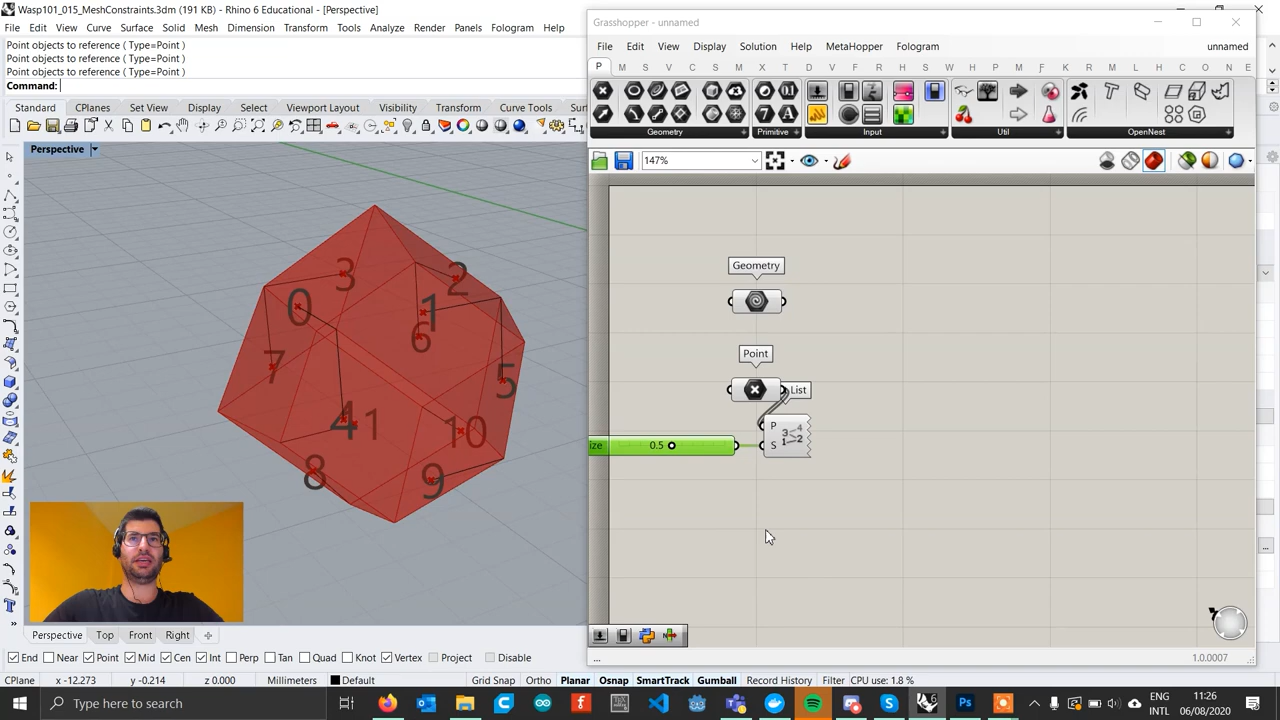 Wasp101_015_MeshConstraints.3dm (191 KB) - Rhino 6 Educational - [Perspective]
File Edit View Curve Surface Solid Mesh Dimension Transform Tools Analyze Render Panels Fologram Help
Point objects to reference ( Type=Point )
Point objects to reference ( Type=Point )
Point objects to reference ( Type=Point )
Command:
Standard CPlanes Set View Display Select Viewport Layout Visibility Transform Curve Tools Sur
Perspective
3
2
0
1
6
7
5
4
11
10
8
9
Perspective Top Front Right
End Near Point Mid Cen Int Perp Tan Quad Knot Vertex Project Disable
CPlane x -12.273 y -0.214 z 0.000 Millimeters Default Grid Snap Ortho Planar Osnap SmartTrack Gumball Record History Filter CPU use: 1.8 %
Grasshopper - unnamed
File Edit View Display Solution Help MetaHopper Fologram unnamed
P M S V C S M X T D V K K L S W A R M L H F L P M L H N E
Geometry Primitive Input Util OpenNest
147%
Geometry
Point
List
P
S
3 4
1 2
ize 0.5
...
1.0.0007
Type here to search
ENG
INTL
11:26
06/08/2020